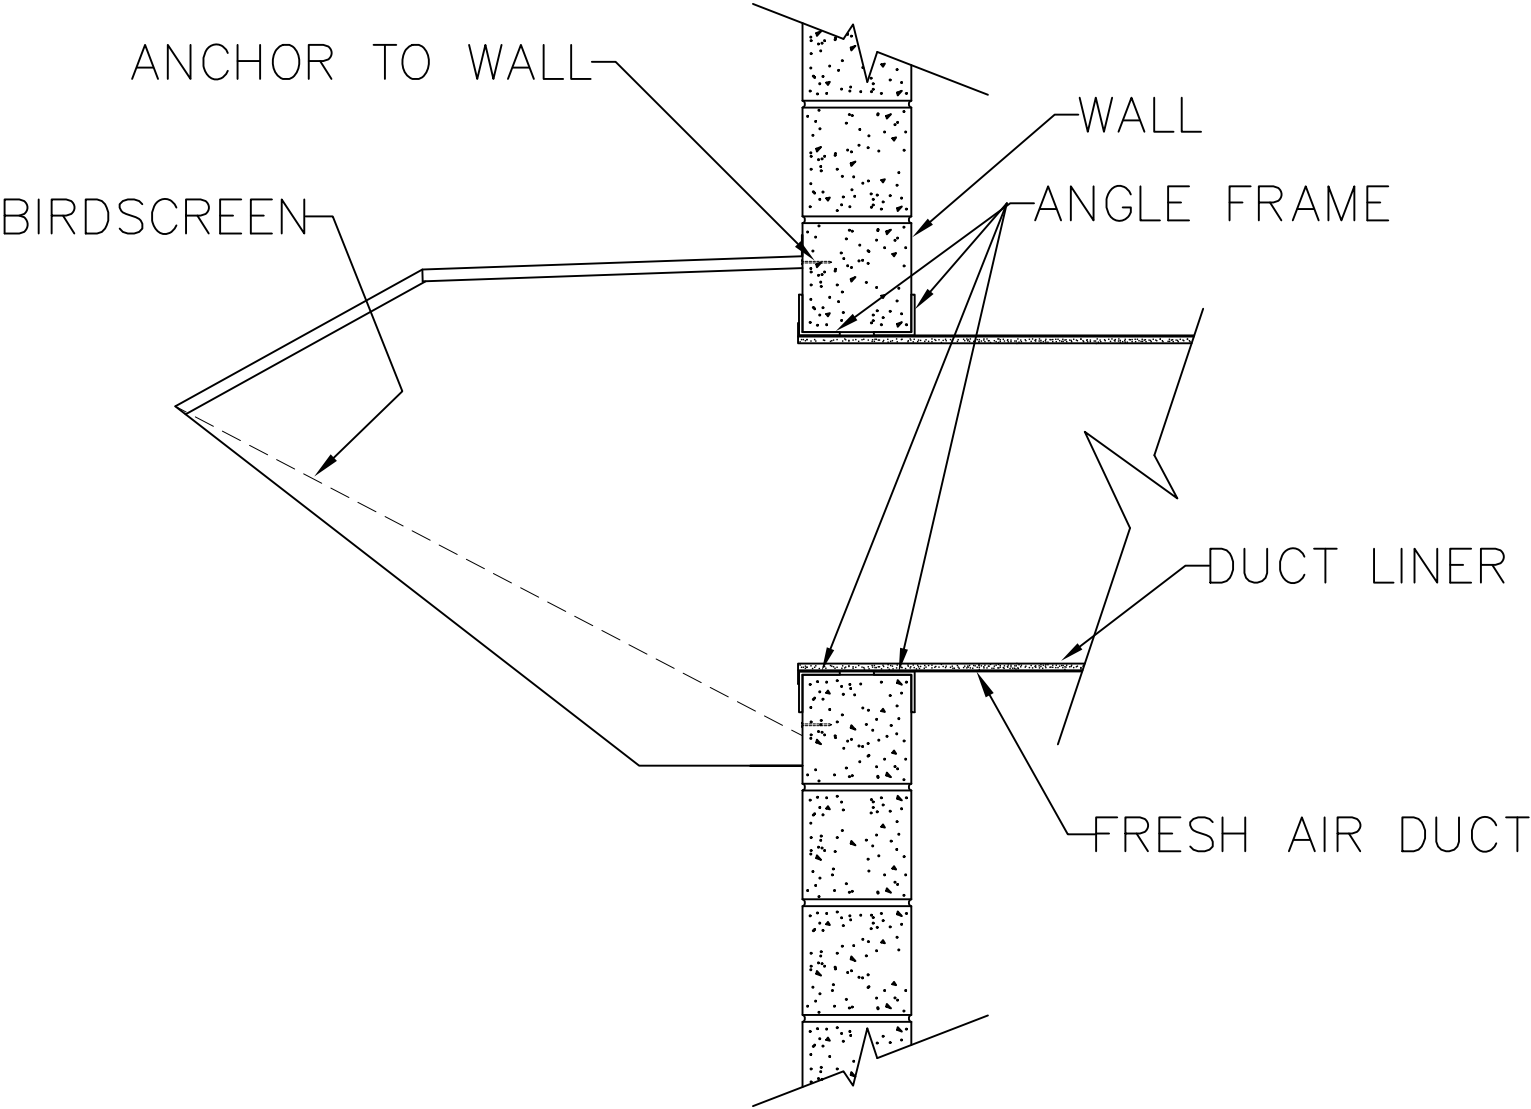 ANCHOR TO WALL
WALL
ANGLE FRAME
BIRDSCREEN
DUCT LINER
FRESH AIR DUCT